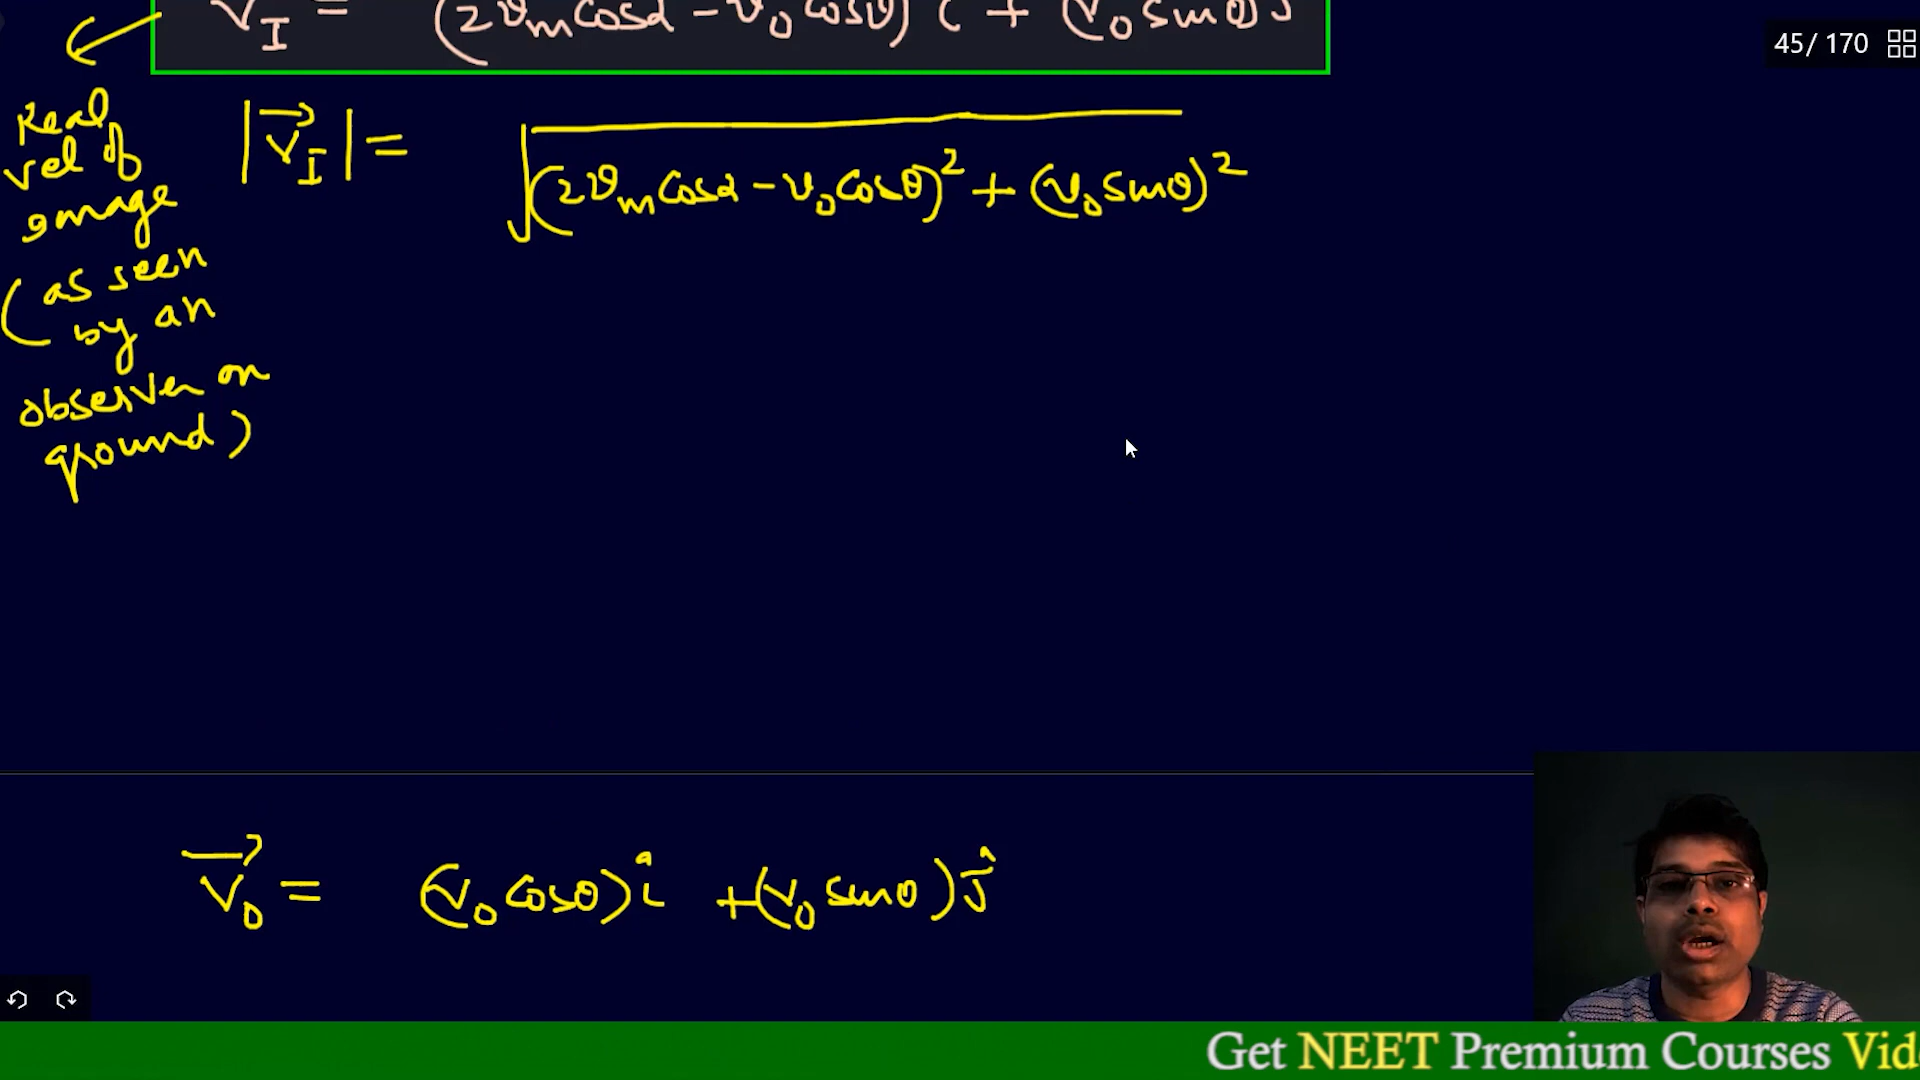 V_I = (2v_m Cosα - v_0 Cosθ) i + (v_0 sinθ) j
45/ 170
Real
vel of
image
(as seen
by an
observer on
ground)
|V_I| = √(2v_m Cosα - v_0 Cosθ)² + (v_0 sinθ)²
V_0 = (v_0 Cosθ) î + (v_0 sinθ) ĵ
Get NEET Premium Courses Vid